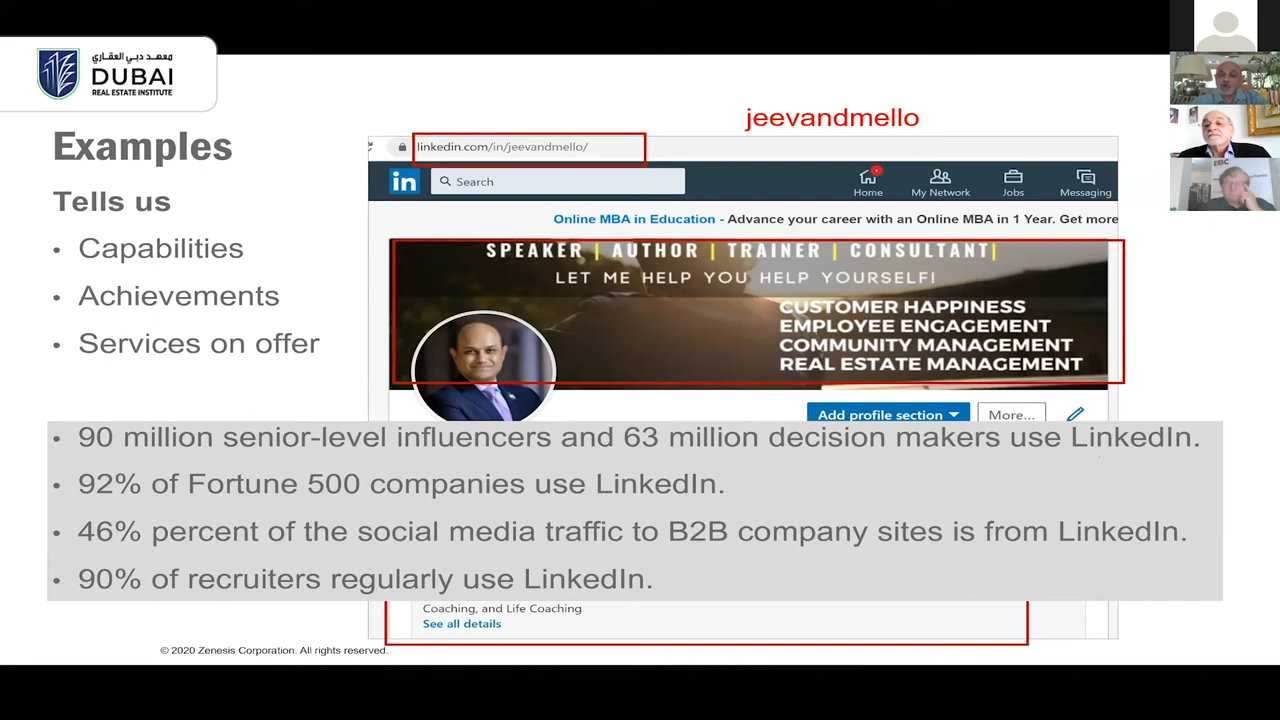 معهد دبي العقاري
DUBAI
REAL ESTATE INSTITUTE
Examples
Tells us
• Capabilities
• Achievements
• Services on offer
jeevandmello
linkedin.com/in/jeevandmello/
in
Search
Home
My Network
Jobs
Messaging
Online MBA in Education - Advance your career with an Online MBA in 1 Year. Get more
SPEAKER | AUTHOR | TRAINER | CONSULTANT|
LET ME HELP YOU HELP YOURSELF!
CUSTOMER HAPPINESS
EMPLOYEE ENGAGEMENT
COMMUNITY MANAGEMENT
REAL ESTATE MANAGEMENT
Add profile section
More...
• 90 million senior-level influencers and 63 million decision makers use LinkedIn.
• 92% of Fortune 500 companies use LinkedIn.
• 46% percent of the social media traffic to B2B company sites is from LinkedIn.
• 90% of recruiters regularly use LinkedIn.
Coaching, and Life Coaching
See all details
© 2020 Zenesis Corporation. All rights reserved.